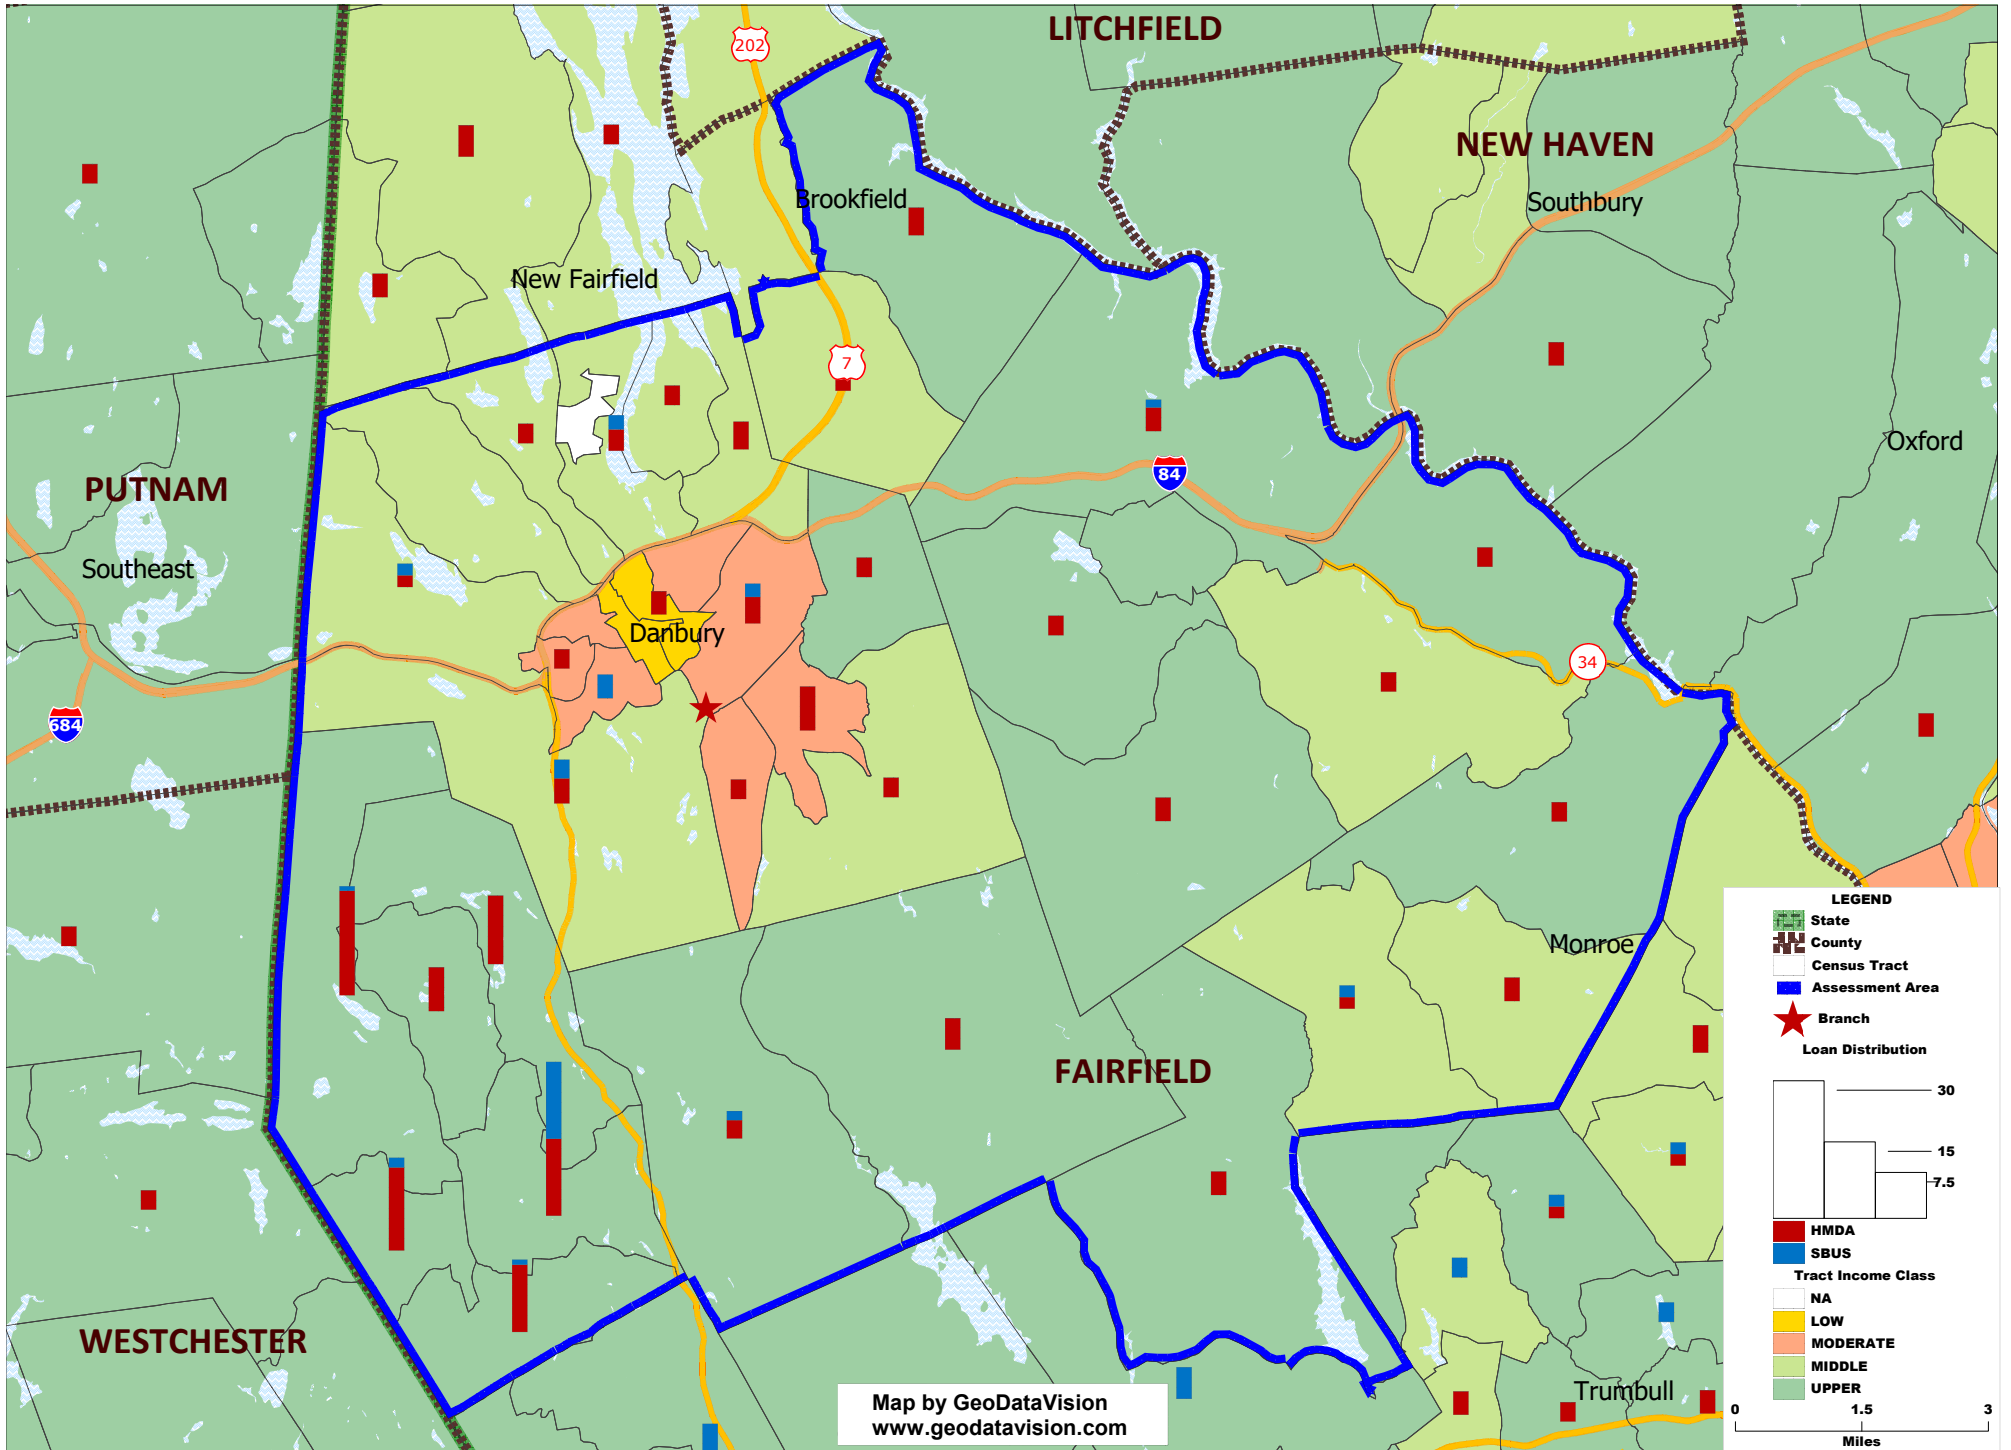 LITCHFIELD
202
NEW HAVEN
Brookfield
Southbury
New Fairfield
7
Oxford
PUTNAM
84
Southeast
Danbury
34
684
Monroe
FAIRFIELD
WESTCHESTER
Trumbull
Map by GeoDataVision
www.geodatavision.com
LEGEND
State
County
Census Tract
Assessment Area
Branch
Loan Distribution
30
15
7.5
HMDA
SBUS
Tract Income Class
NA
LOW
MODERATE
MIDDLE
UPPER
0 1.5 3
Miles